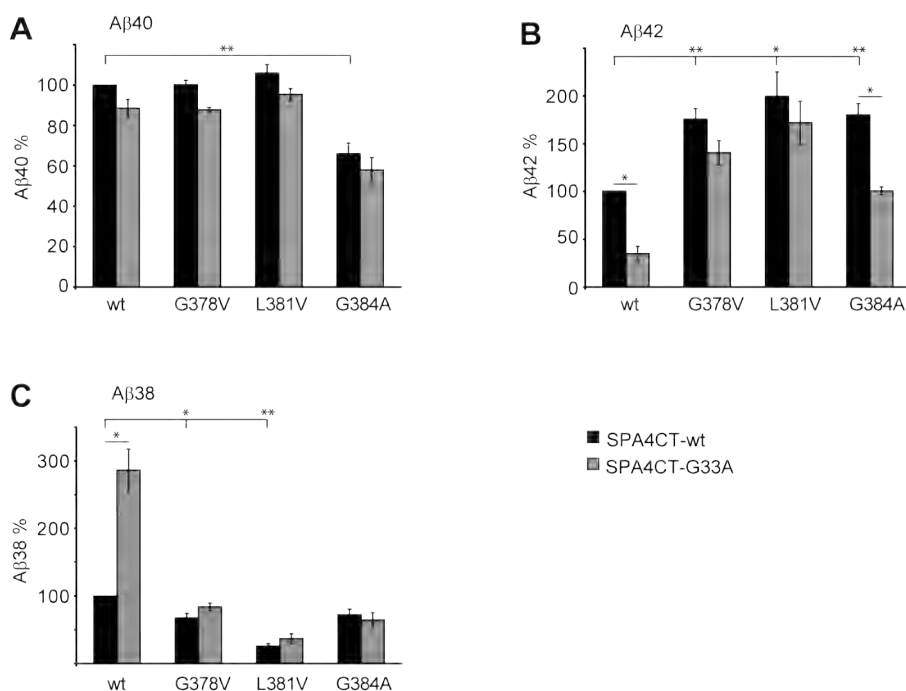 A
Aβ40
**
Aβ40 %
100
80
60
40
20
0
wt
G378V
L381V
G384A
B
Aβ42
**
*
**
*
*
Aβ42 %
200
150
100
50
0
wt
G378V
L381V
G384A
C
Aβ38
*
**
*
Aβ38 %
300
200
100
wt
G378V
L381V
G384A
SPA4CT-wt
SPA4CT-G33A